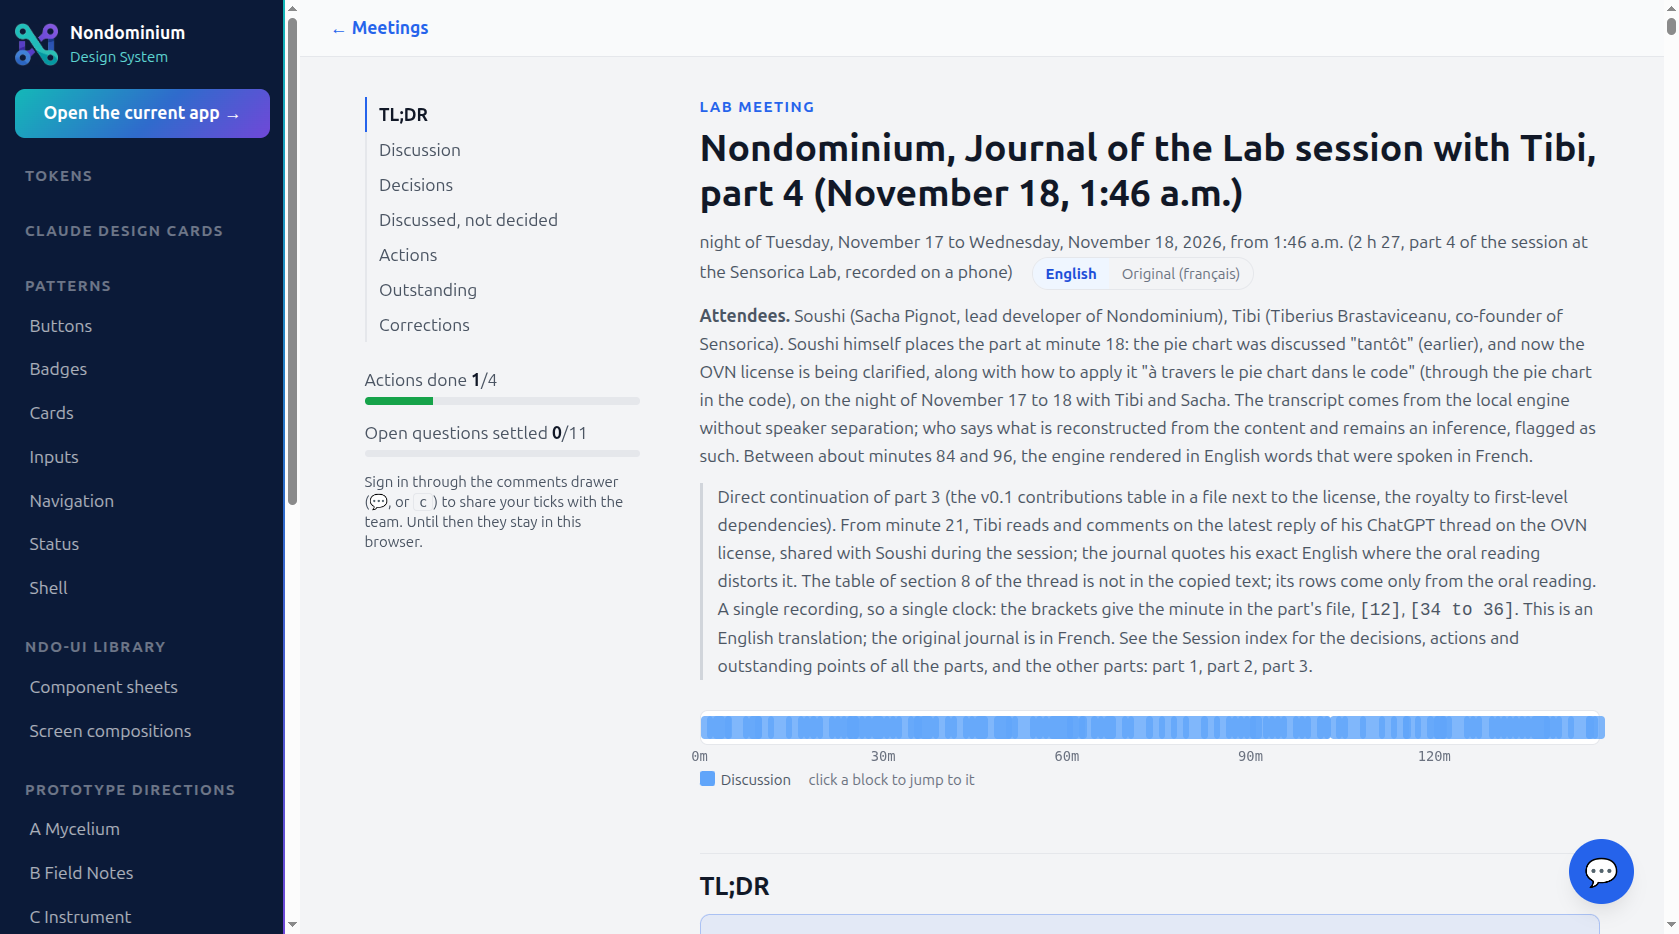 Nondominium
Design System
Open the current app →
TOKENS
CLAUDE DESIGN CARDS
PATTERNS
Buttons
Badges
Cards
Inputs
Navigation
Status
Shell
NDO-UI LIBRARY
Component sheets
Screen compositions
PROTOTYPE DIRECTIONS
A Mycelium
B Field Notes
C Instrument
← Meetings
TL;DR
Discussion
Decisions
Discussed, not decided
Actions
Outstanding
Corrections
Actions done 1/4
Open questions settled 0/11
Sign in through the comments drawer
(💬, or c) to share your ticks with the
team. Until then they stay in this
browser.
LAB MEETING
Nondominium, Journal of the Lab session with Tibi,
part 4 (November 18, 1:46 a.m.)
night of Tuesday, November 17 to Wednesday, November 18, 2026, from 1:46 a.m. (2 h 27, part 4 of the session at
the Sensorica Lab, recorded on a phone) English Original (français)
Attendees. Soushi (Sacha Pignot, lead developer of Nondominium), Tibi (Tiberius Brastaviceanu, co-founder of
Sensorica). Soushi himself places the part at minute 18: the pie chart was discussed "tantôt" (earlier), and now the
OVN license is being clarified, along with how to apply it "à travers le pie chart dans le code" (through the pie chart
in the code), on the night of November 17 to 18 with Tibi and Sacha. The transcript comes from the local engine
without speaker separation; who says what is reconstructed from the content and remains an inference, flagged as
such. Between about minutes 84 and 96, the engine rendered in English words that were spoken in French.
Direct continuation of part 3 (the v0.1 contributions table in a file next to the license, the royalty to first-level
dependencies). From minute 21, Tibi reads and comments on the latest reply of his ChatGPT thread on the OVN
license, shared with Soushi during the session; the journal quotes his exact English where the oral reading
distorts it. The table of section 8 of the thread is not in the copied text; its rows come only from the oral reading.
A single recording, so a single clock: the brackets give the minute in the part's file, [12], [34 to 36]. This is an
English translation; the original journal is in French. See the Session index for the decisions, actions and
outstanding points of all the parts, and the other parts: part 1, part 2, part 3.
0m 30m 60m 90m 120m
Discussion click a block to jump to it
TL;DR